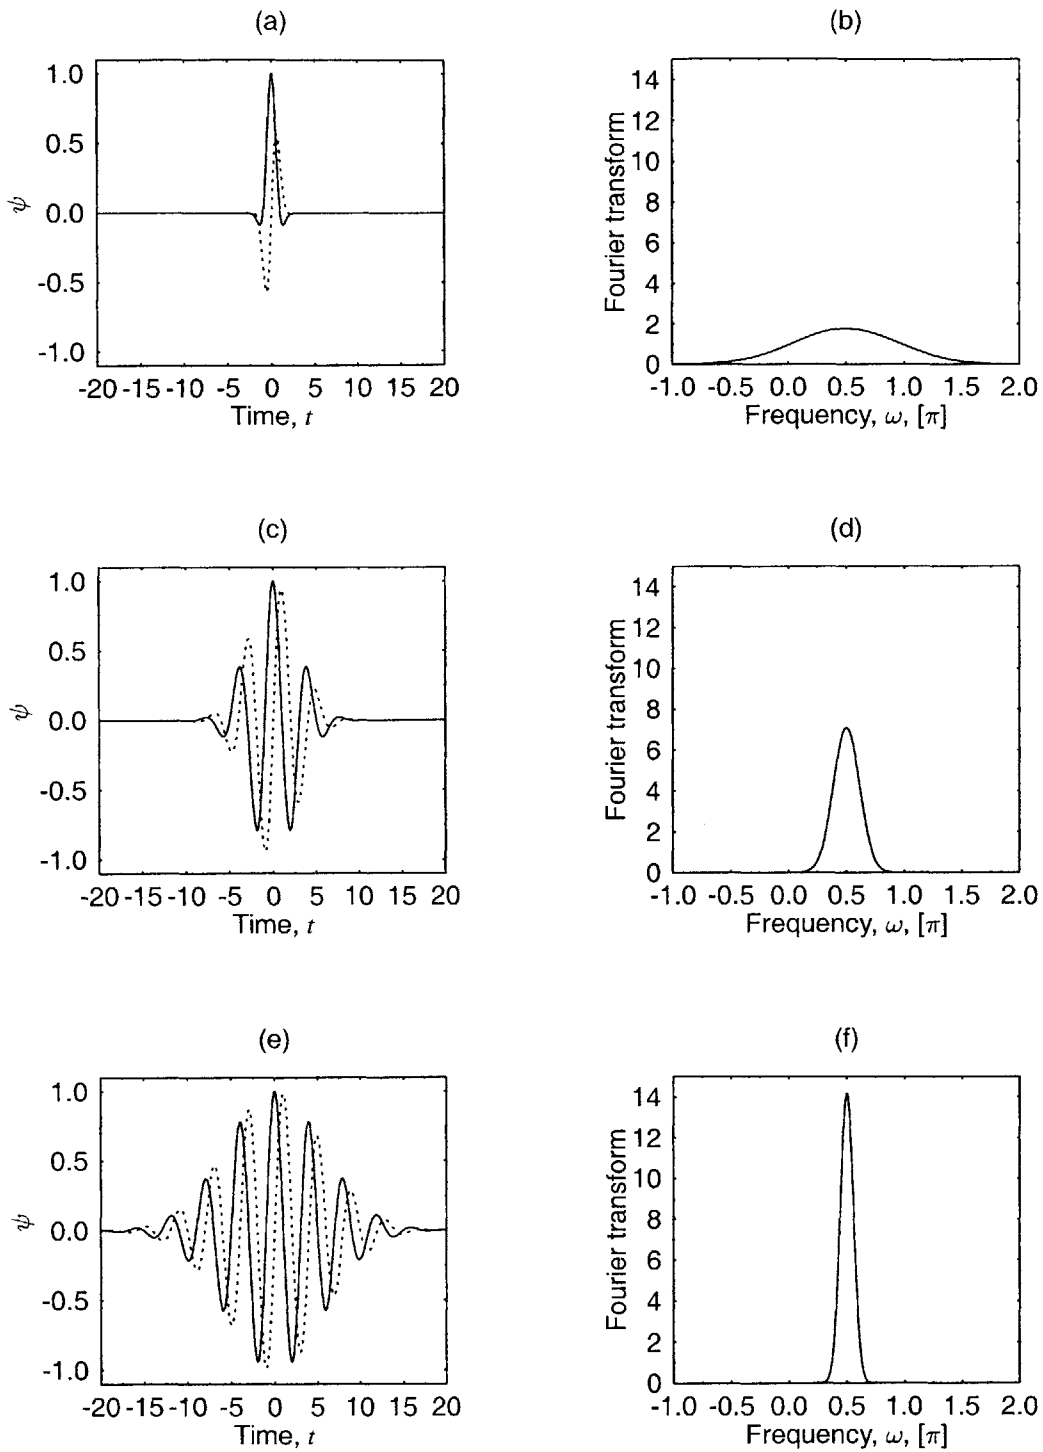 (a)
(b)
1.0
0.5
0.0
-0.5
-1.0
ψ
-20 -15 -10 -5 0 5 10 15 20
Time, t
14
12
10
8
6
4
2
0
Fourier transform
-1.0 -0.5 0.0 0.5 1.0 1.5 2.0
Frequency, ω, [π]
(c)
(d)
1.0
0.5
0.0
-0.5
-1.0
ψ
-20 -15 -10 -5 0 5 10 15 20
Time, t
14
12
10
8
6
4
2
0
Fourier transform
-1.0 -0.5 0.0 0.5 1.0 1.5 2.0
Frequency, ω, [π]
(e)
(f)
1.0
0.5
0.0
-0.5
-1.0
ψ
-20 -15 -10 -5 0 5 10 15 20
Time, t
14
12
10
8
6
4
2
0
Fourier transform
-1.0 -0.5 0.0 0.5 1.0 1.5 2.0
Frequency, ω, [π]